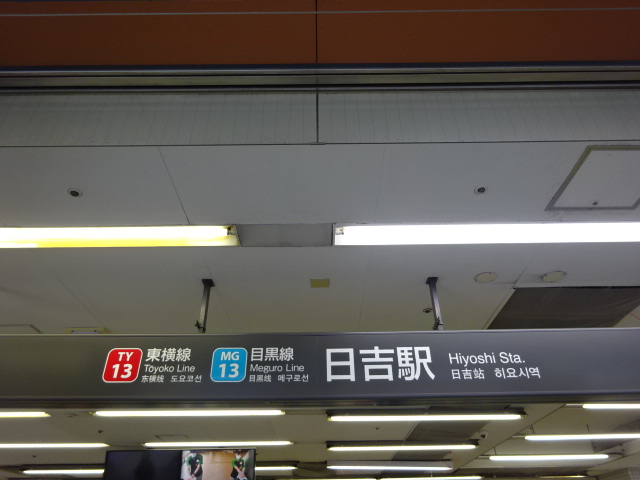 TY
13
東横線
Toyoko Line
东横线 도요코선
MG
13
目黒線
Meguro Line
目黑线 메구로선
日吉駅
Hiyoshi Sta.
日吉站 히요시역